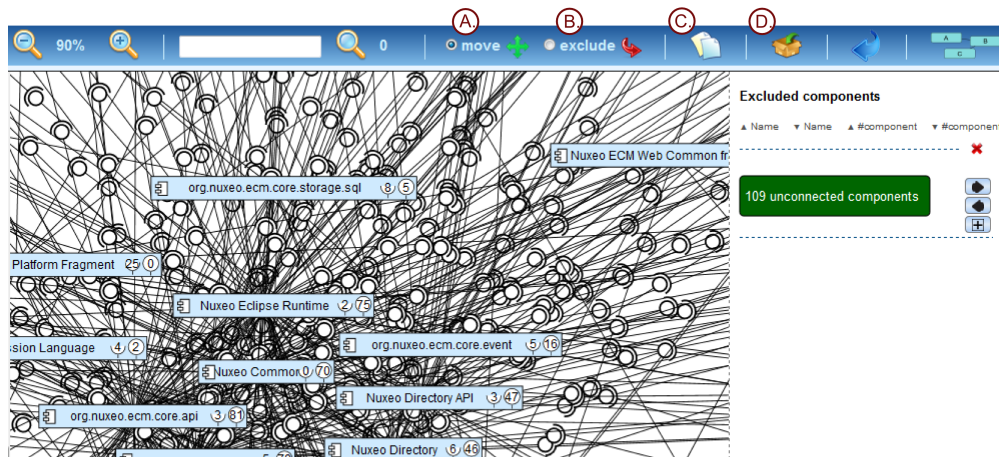 A. B. C. D.
90% 0 move exclude
A B
C
Excluded components
▲ Name ▼ Name ▲ #component ▼ #component
Nuxeo ECM Web Common fr
org.nuxeo.ecm.core.storage.sql 8 5
109 unconnected components
Platform Fragment 25 0
Nuxeo Eclipse Runtime 2 75
org.nuxeo.ecm.core.event 5 16
ssion Language 4 2
Nuxeo Common 0 70
Nuxeo Directory API 3 47
org.nuxeo.ecm.core.api 3 81
Nuxeo Directory 6 46